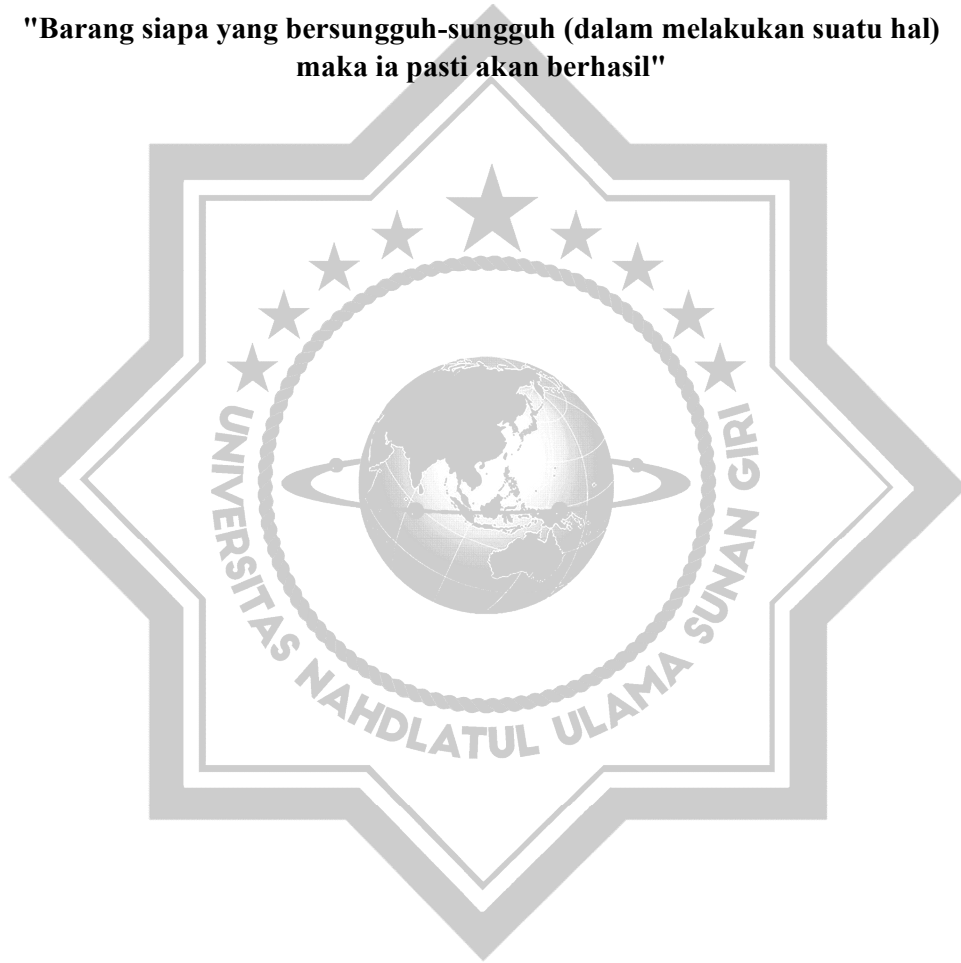 "Barang siapa yang bersungguh-sungguh (dalam melakukan suatu hal)
maka ia pasti akan berhasil"
UNIVERSITAS NAHDLATUL ULAMA SUNAN GIRI